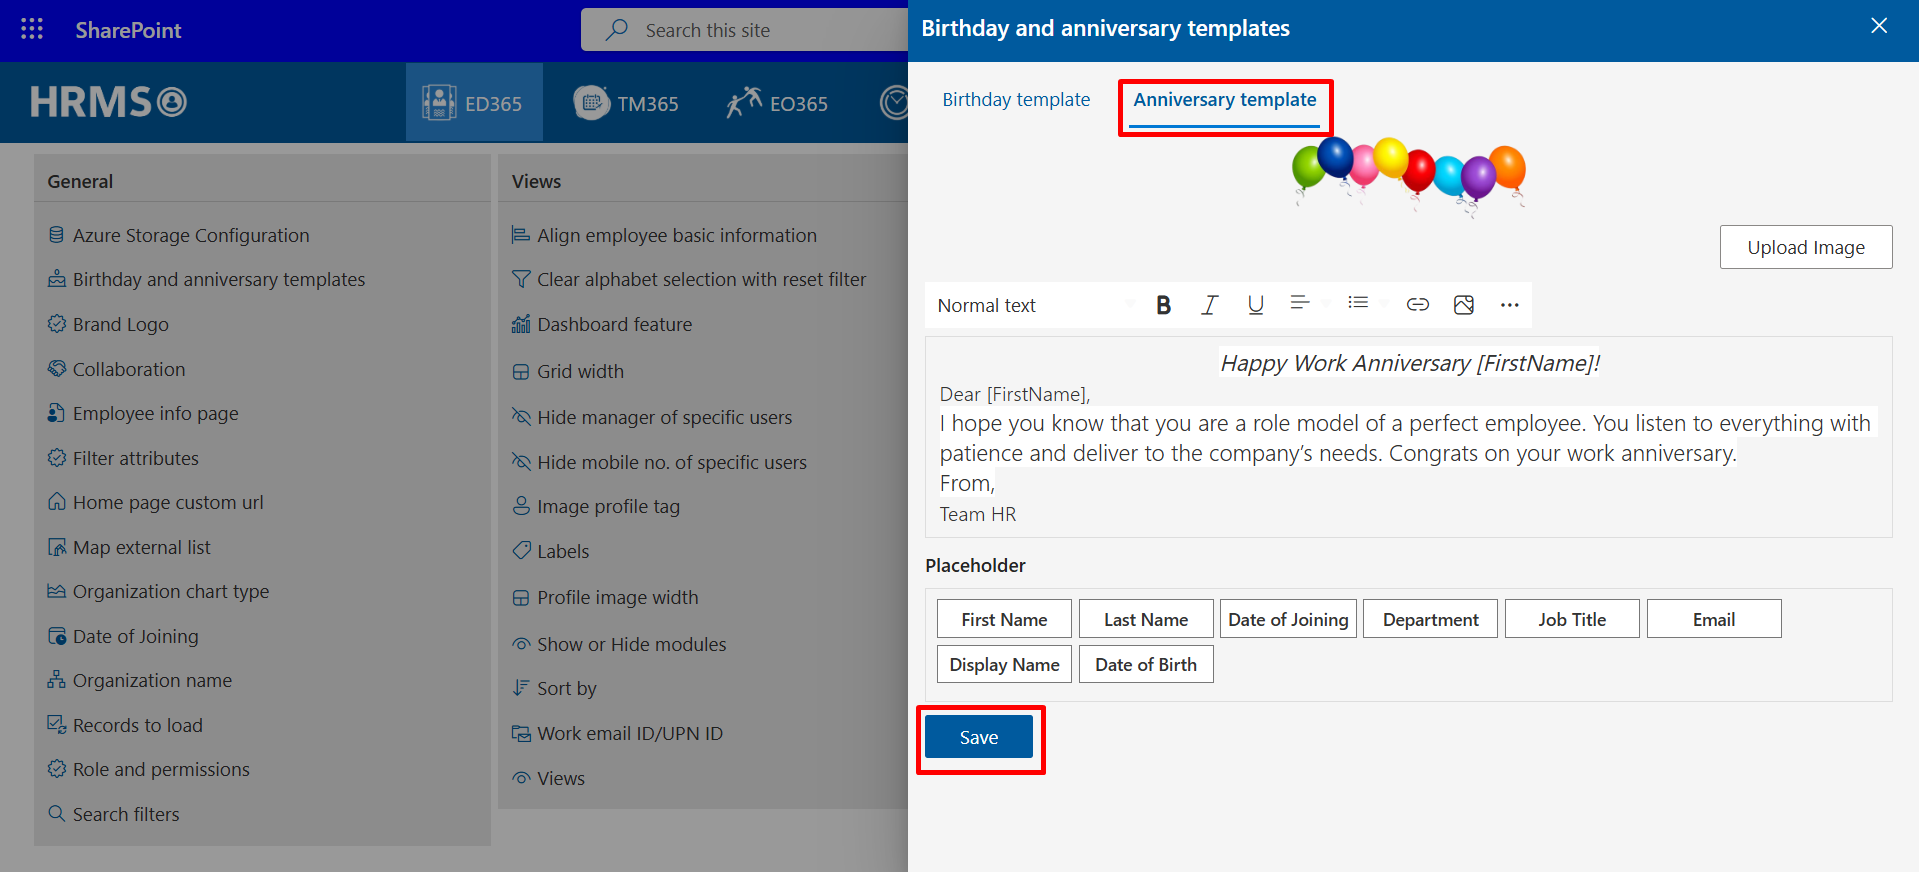 SharePoint
Search this site
HRMS
ED365
TM365
EO365
General
Azure Storage Configuration
Birthday and anniversary templates
Brand Logo
Collaboration
Employee info page
Filter attributes
Home page custom url
Map external list
Organization chart type
Date of Joining
Organization name
Records to load
Role and permissions
Search filters
Views
Align employee basic information
Clear alphabet selection with reset filter
Dashboard feature
Grid width
Hide manager of specific users
Hide mobile no. of specific users
Image profile tag
Labels
Profile image width
Show or Hide modules
Sort by
Work email ID/UPN ID
Views
Birthday and anniversary templates
Birthday template
Anniversary template
Upload Image
Normal text
B I U
Happy Work Anniversary [FirstName]!
Dear [FirstName],
I hope you know that you are a role model of a perfect employee. You listen to everything with
patience and deliver to the company’s needs. Congrats on your work anniversary.
From,
Team HR
Placeholder
First Name Last Name Date of Joining Department Job Title Email
Display Name Date of Birth
Save